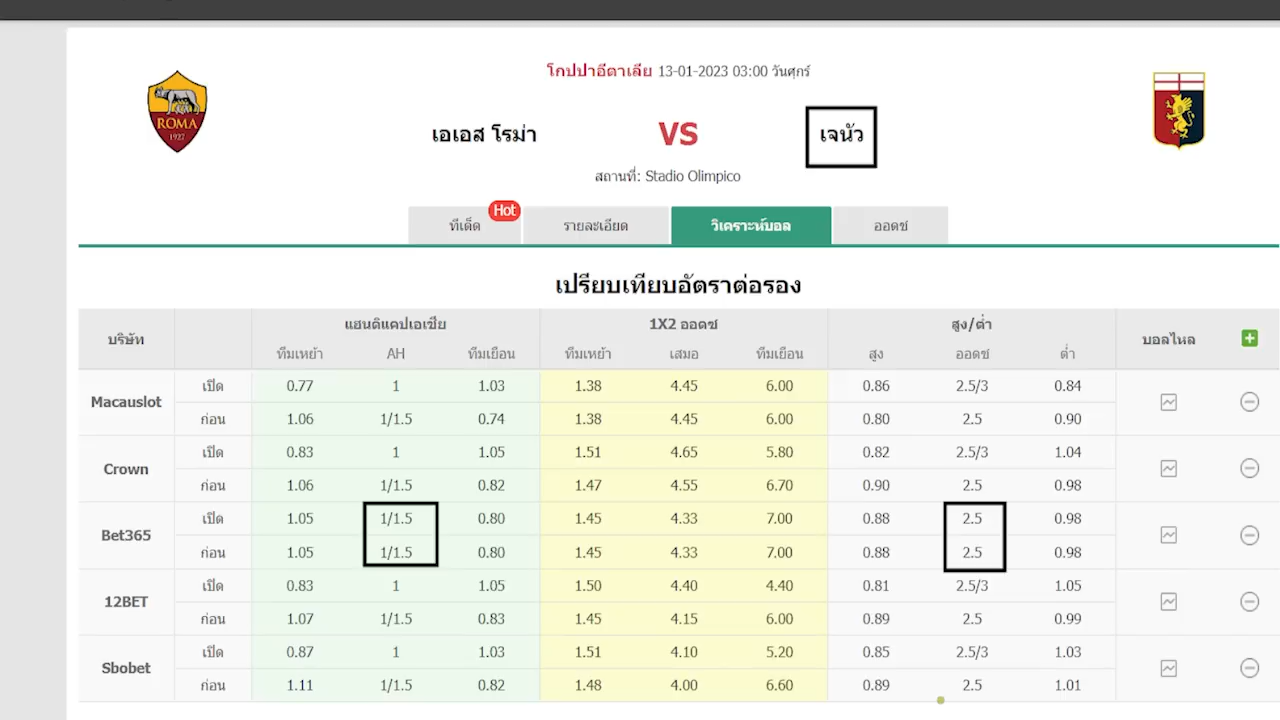 โกปปาอีตาเลีย 13-01-2023 03:00 วันศุกร์
ROMA
1927
เอเอส โรม่า VS เจนัว
สถานที่: Stadio Olimpico
ทีเด็ด Hot รายละเอียด วิเคราะห์บอล ออดซ์
เปรียบเทียบอัตราต่อรอง
บริษัท แฮนดิแคปเอเชีย 1X2 ออดซ์ สูง/ต่ำ บอลไหล
ทีมเหย้า AH ทีมเยือน ทีมเหย้า เสมอ ทีมเยือน สูง ออดซ์ ต่ำ
Macauslot
เปิด 0.77 1 1.03 1.38 4.45 6.00 0.86 2.5/3 0.84
ก่อน 1.06 1/1.5 0.74 1.38 4.45 6.00 0.80 2.5 0.90
Crown
เปิด 0.83 1 1.05 1.51 4.65 5.80 0.82 2.5/3 1.04
ก่อน 1.06 1/1.5 0.82 1.47 4.55 6.70 0.90 2.5 0.98
Bet365
เปิด 1.05 1/1.5 0.80 1.45 4.33 7.00 0.88 2.5 0.98
ก่อน 1.05 1/1.5 0.80 1.45 4.33 7.00 0.88 2.5 0.98
12BET
เปิด 0.83 1 1.05 1.50 4.40 4.40 0.81 2.5/3 1.05
ก่อน 1.07 1/1.5 0.83 1.45 4.15 6.00 0.89 2.5 0.99
Sbobet
เปิด 0.87 1 1.03 1.51 4.10 5.20 0.85 2.5/3 1.03
ก่อน 1.11 1/1.5 0.82 1.48 4.00 6.60 0.89 2.5 1.01